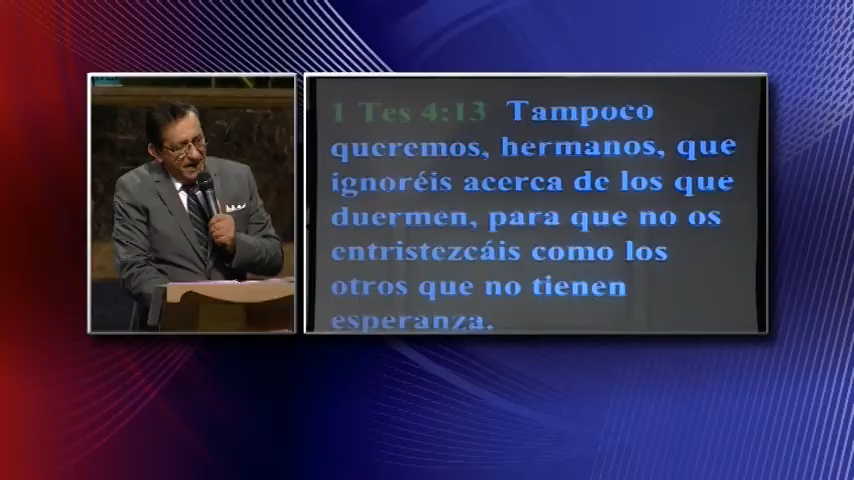 1 Tes 4:13 Tampoco
queremos, hermanos, que
ignoréis acerca de los que
duermen, para que no os
entristezcáis como los
otros que no tienen
esperanza.